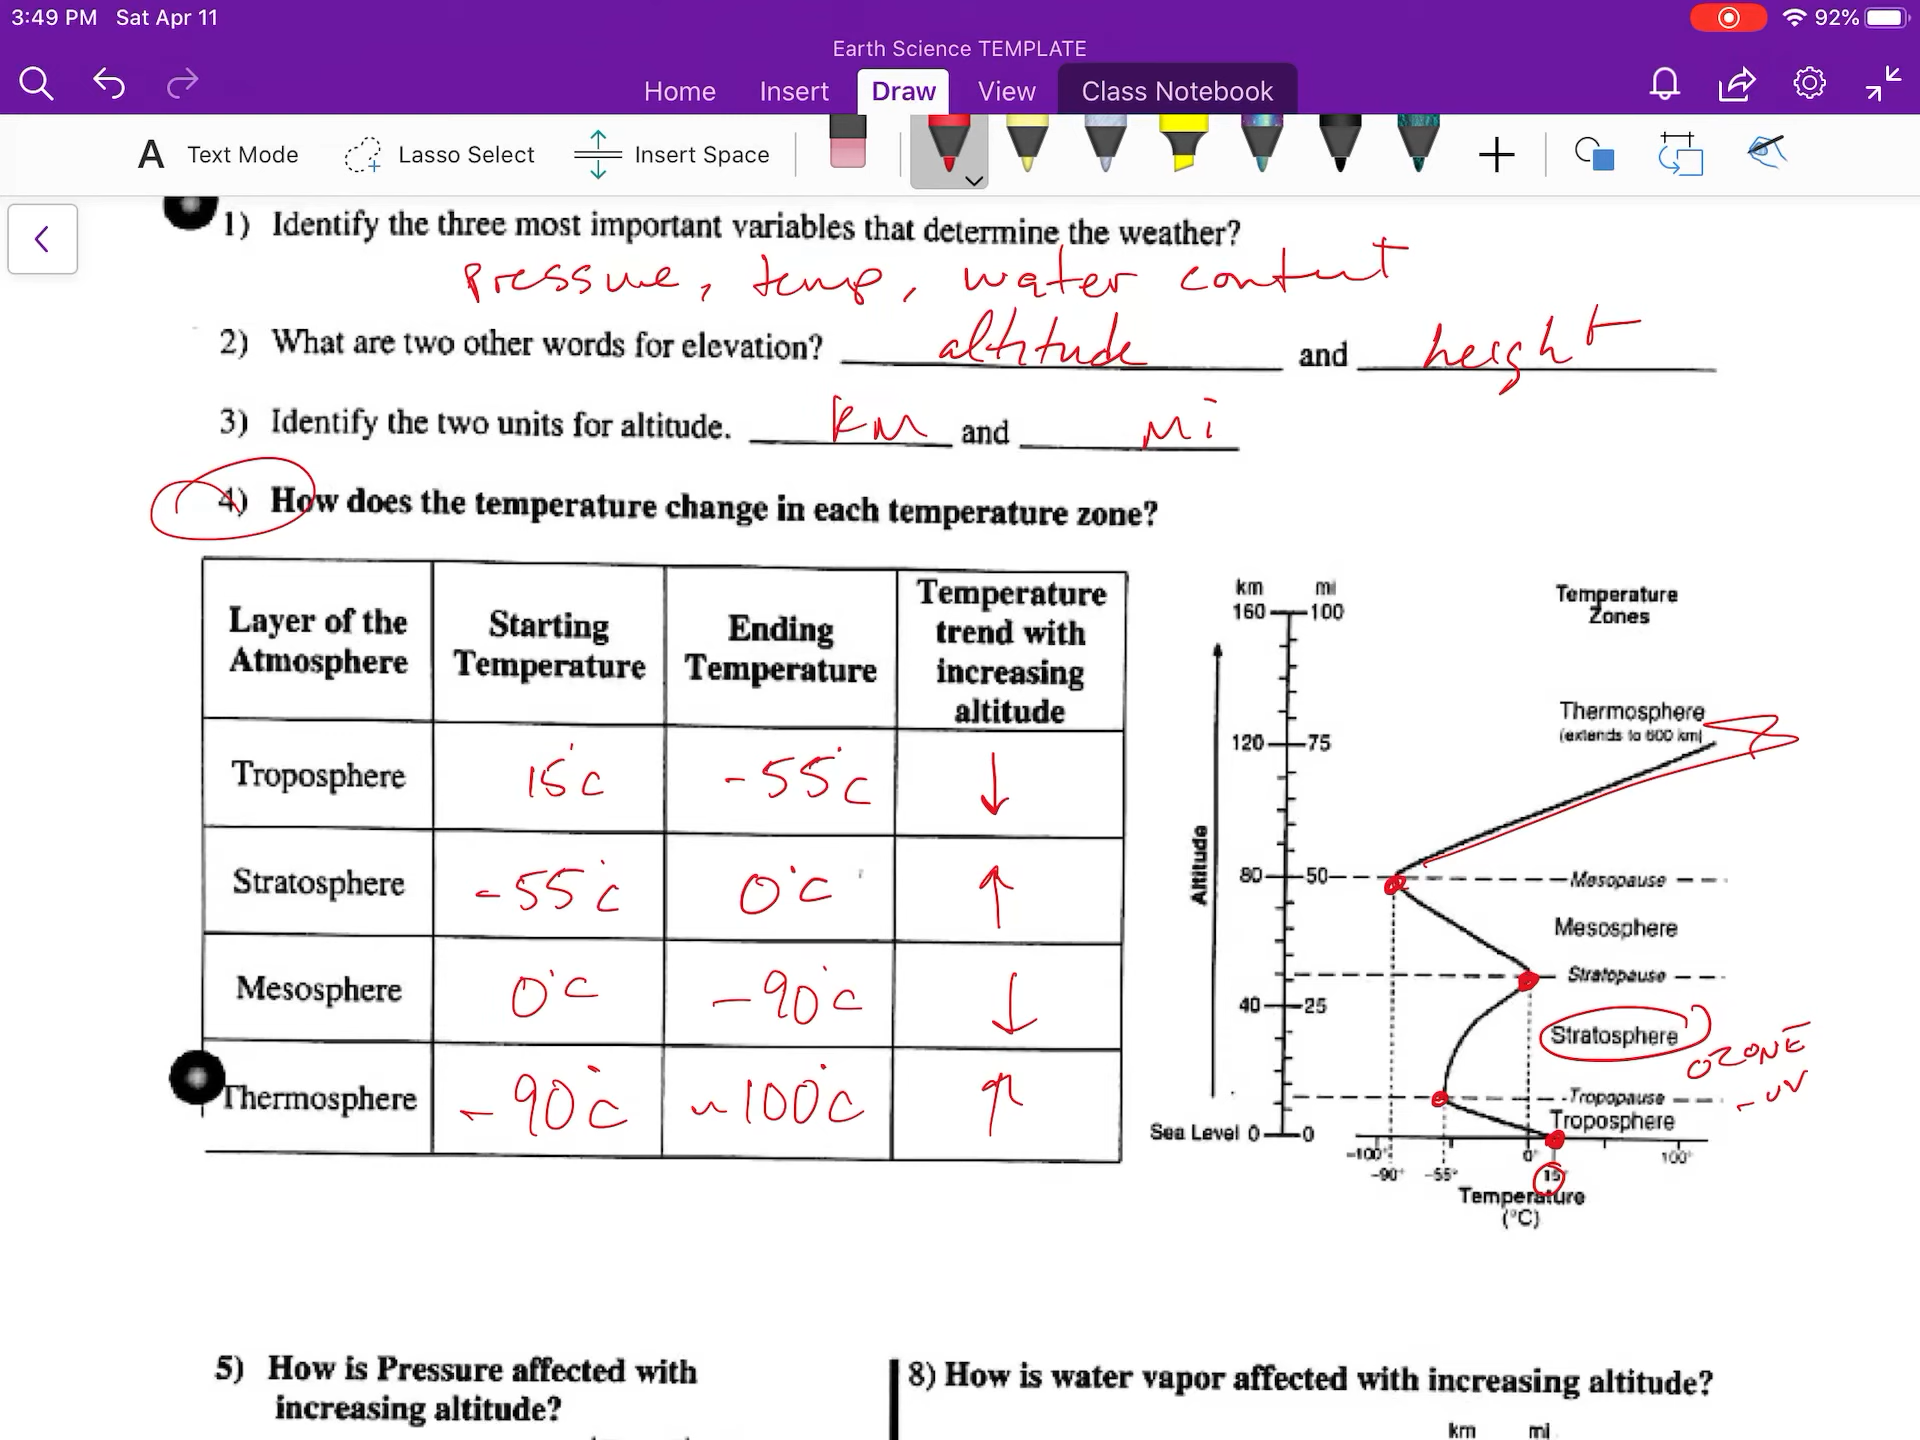 3:49 PM Sat Apr 11
92%
Earth Science TEMPLATE
Home Insert Draw View Class Notebook
A Text Mode Lasso Select Insert Space
1) Identify the three most important variables that determine the weather?
pressure, temp, water content
2) What are two other words for elevation? altitude and height
3) Identify the two units for altitude. km and mi
4) How does the temperature change in each temperature zone?
Layer of the Atmosphere Starting Temperature Ending Temperature Temperature trend with increasing altitude
Troposphere 15°C -55°C ↓
Stratosphere -55°C 0°C ↑
Mesosphere 0°C -90°C ↓
Thermosphere -90°C ~100°C ↑
km mi
Temperature
Zones
160 100
Thermosphere
(extends to 600 km)
120 75
Altitude
80 50 Mesopause
Mesosphere
Stratopause
40 25
Stratosphere
OZONE
- UV
Tropopause
Troposphere
Sea Level 0 0
-100° 0° 100°
-90° -55° 15°
Temperature
(°C)
5) How is Pressure affected with
increasing altitude?
8) How is water vapor affected with increasing altitude?
km mi